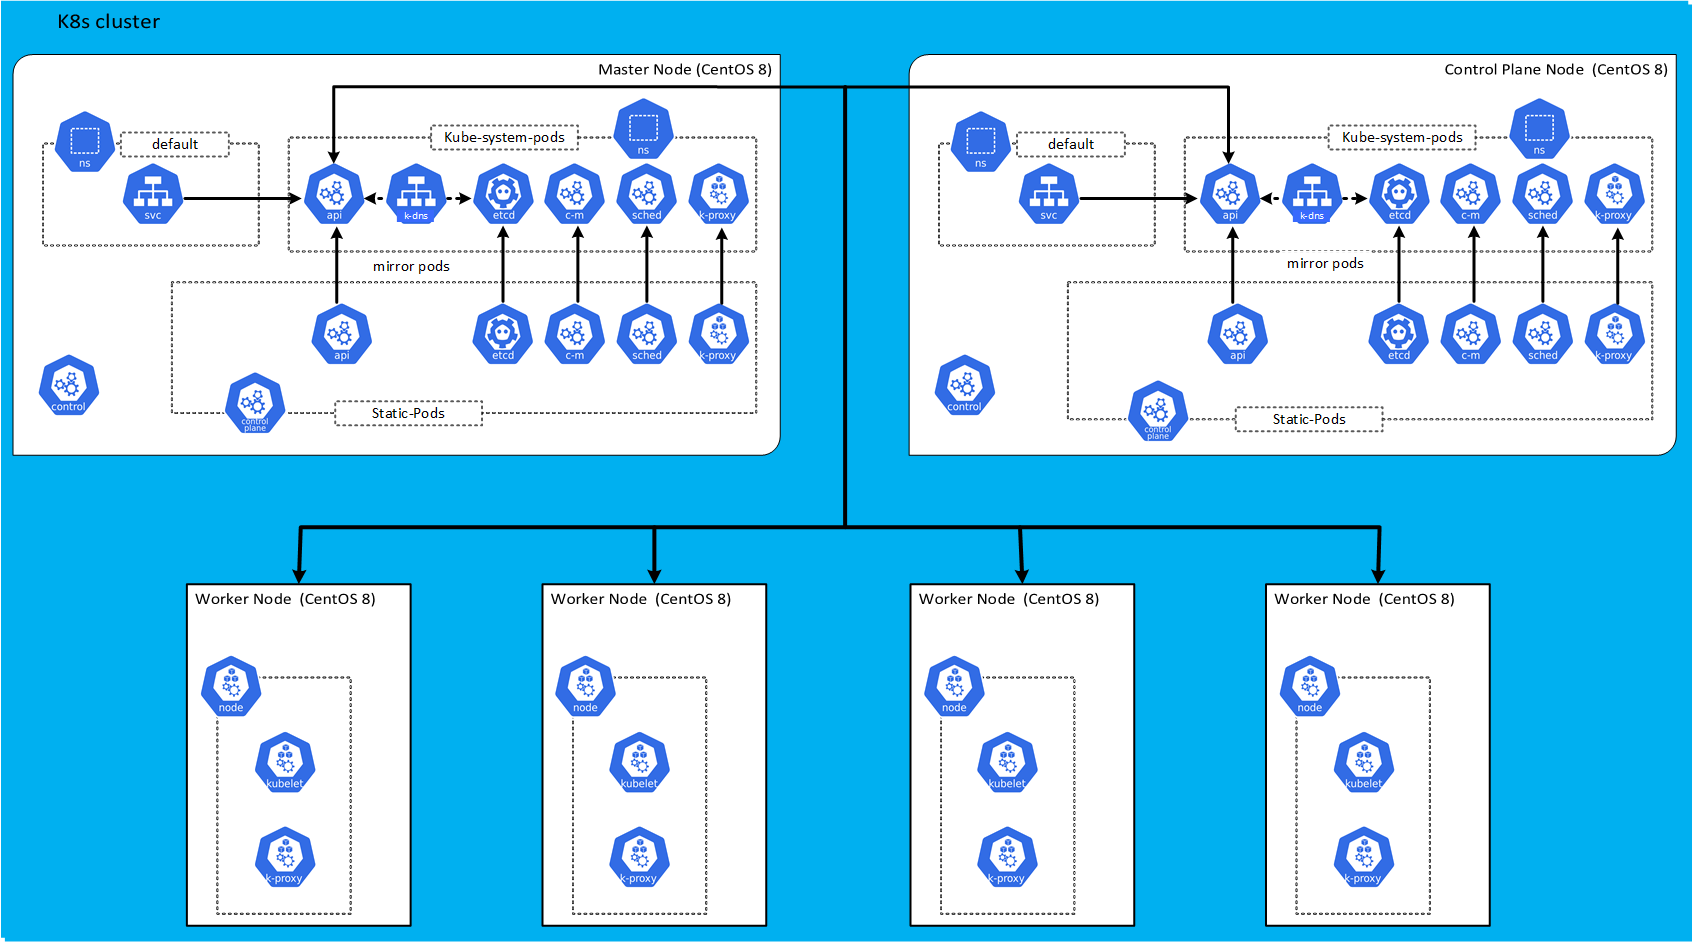 K8s cluster
Master Node (CentOS 8)
ns
default
Kube-system-pods
ns
svc
api
k-dns
etcd
c-m
sched
k-proxy
mirror pods
api
etcd
c-m
sched
k-proxy
control
control
plane
Static-Pods
Control Plane Node (CentOS 8)
ns
default
Kube-system-pods
ns
svc
api
k-dns
etcd
c-m
sched
k-proxy
mirror pods
api
etcd
c-m
sched
k-proxy
control
control
plane
Static-Pods
Worker Node (CentOS 8)
node
kubelet
k-proxy
Worker Node (CentOS 8)
node
kubelet
k-proxy
Worker Node (CentOS 8)
node
kubelet
k-proxy
Worker Node (CentOS 8)
node
kubelet
k-proxy